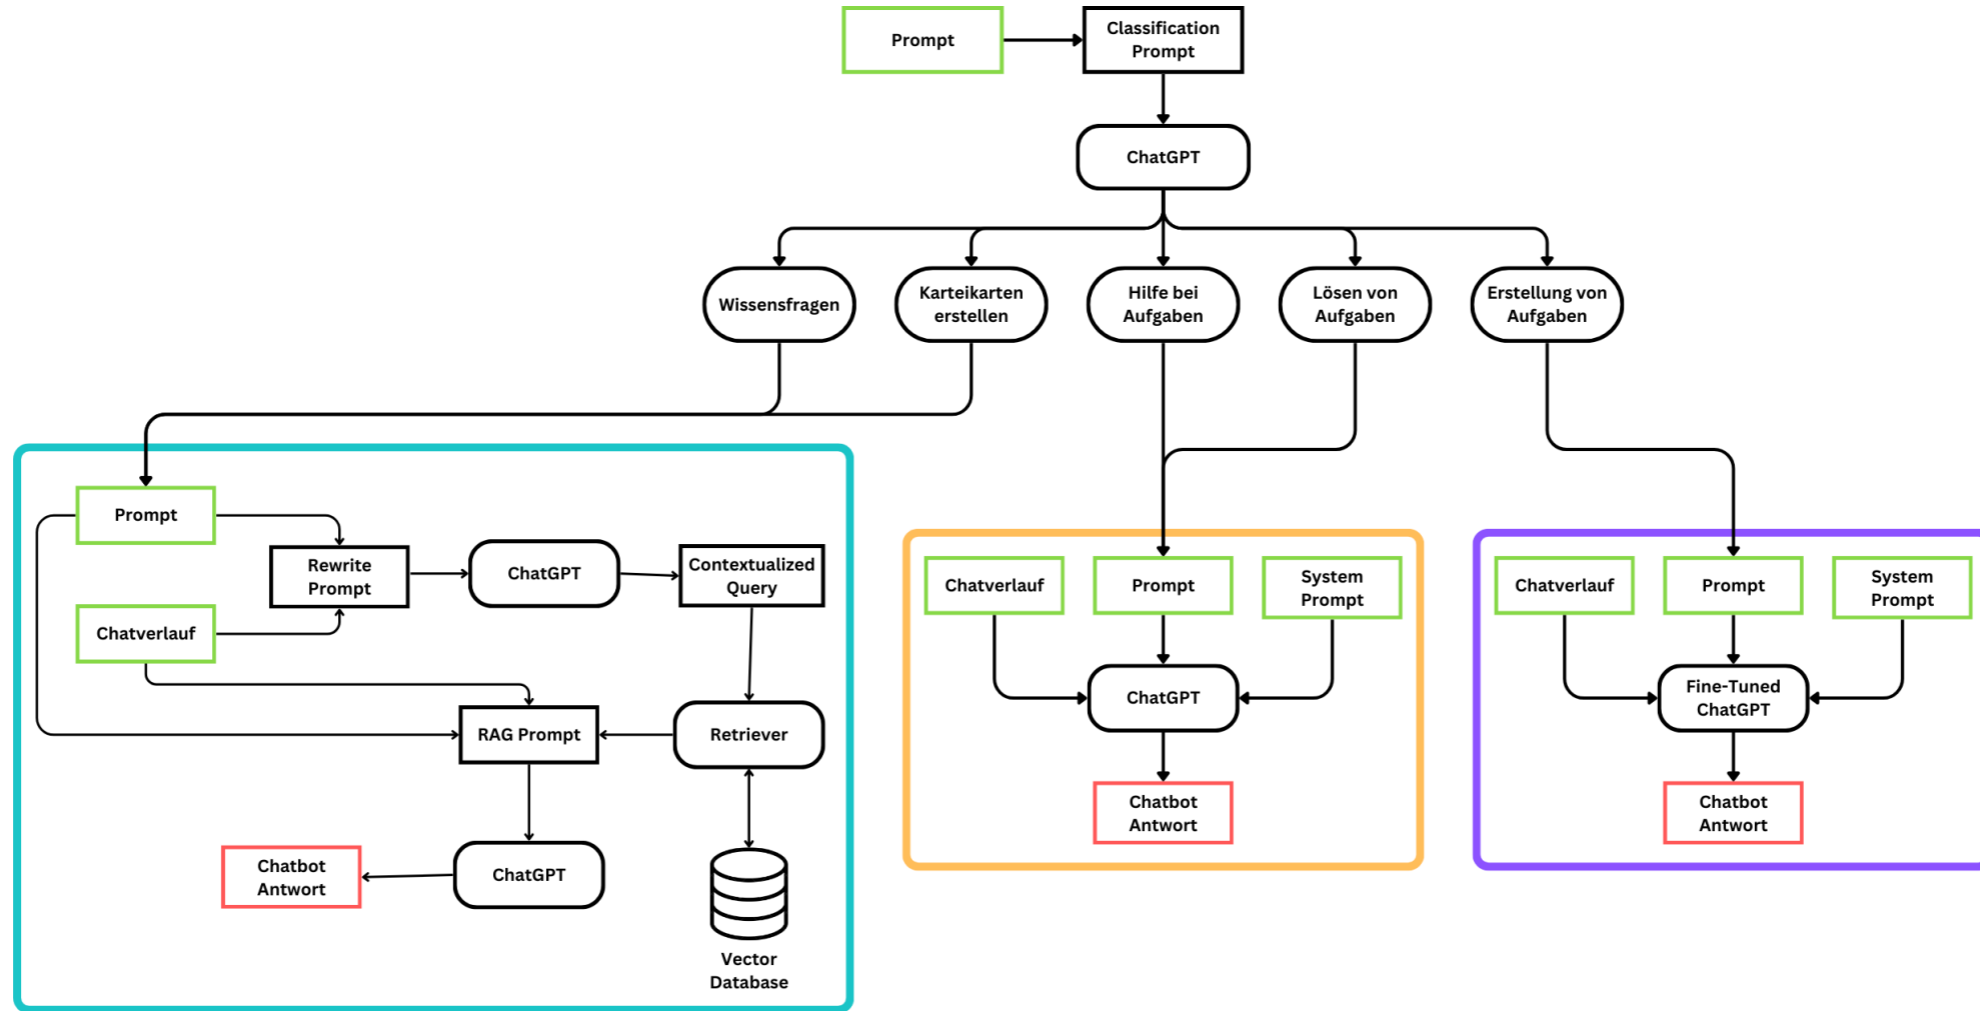 Prompt
Classification
Prompt
ChatGPT
Wissensfragen
Karteikarten
erstellen
Hilfe bei
Aufgaben
Lösen von
Aufgaben
Erstellung von
Aufgaben
Prompt
Rewrite
Prompt
ChatGPT
Contextualized
Query
Chatverlauf
RAG Prompt
Retriever
Chatbot
Antwort
ChatGPT
Vector
Database
Chatverlauf
Prompt
System
Prompt
ChatGPT
Chatbot
Antwort
Chatverlauf
Prompt
System
Prompt
Fine-Tuned
ChatGPT
Chatbot
Antwort